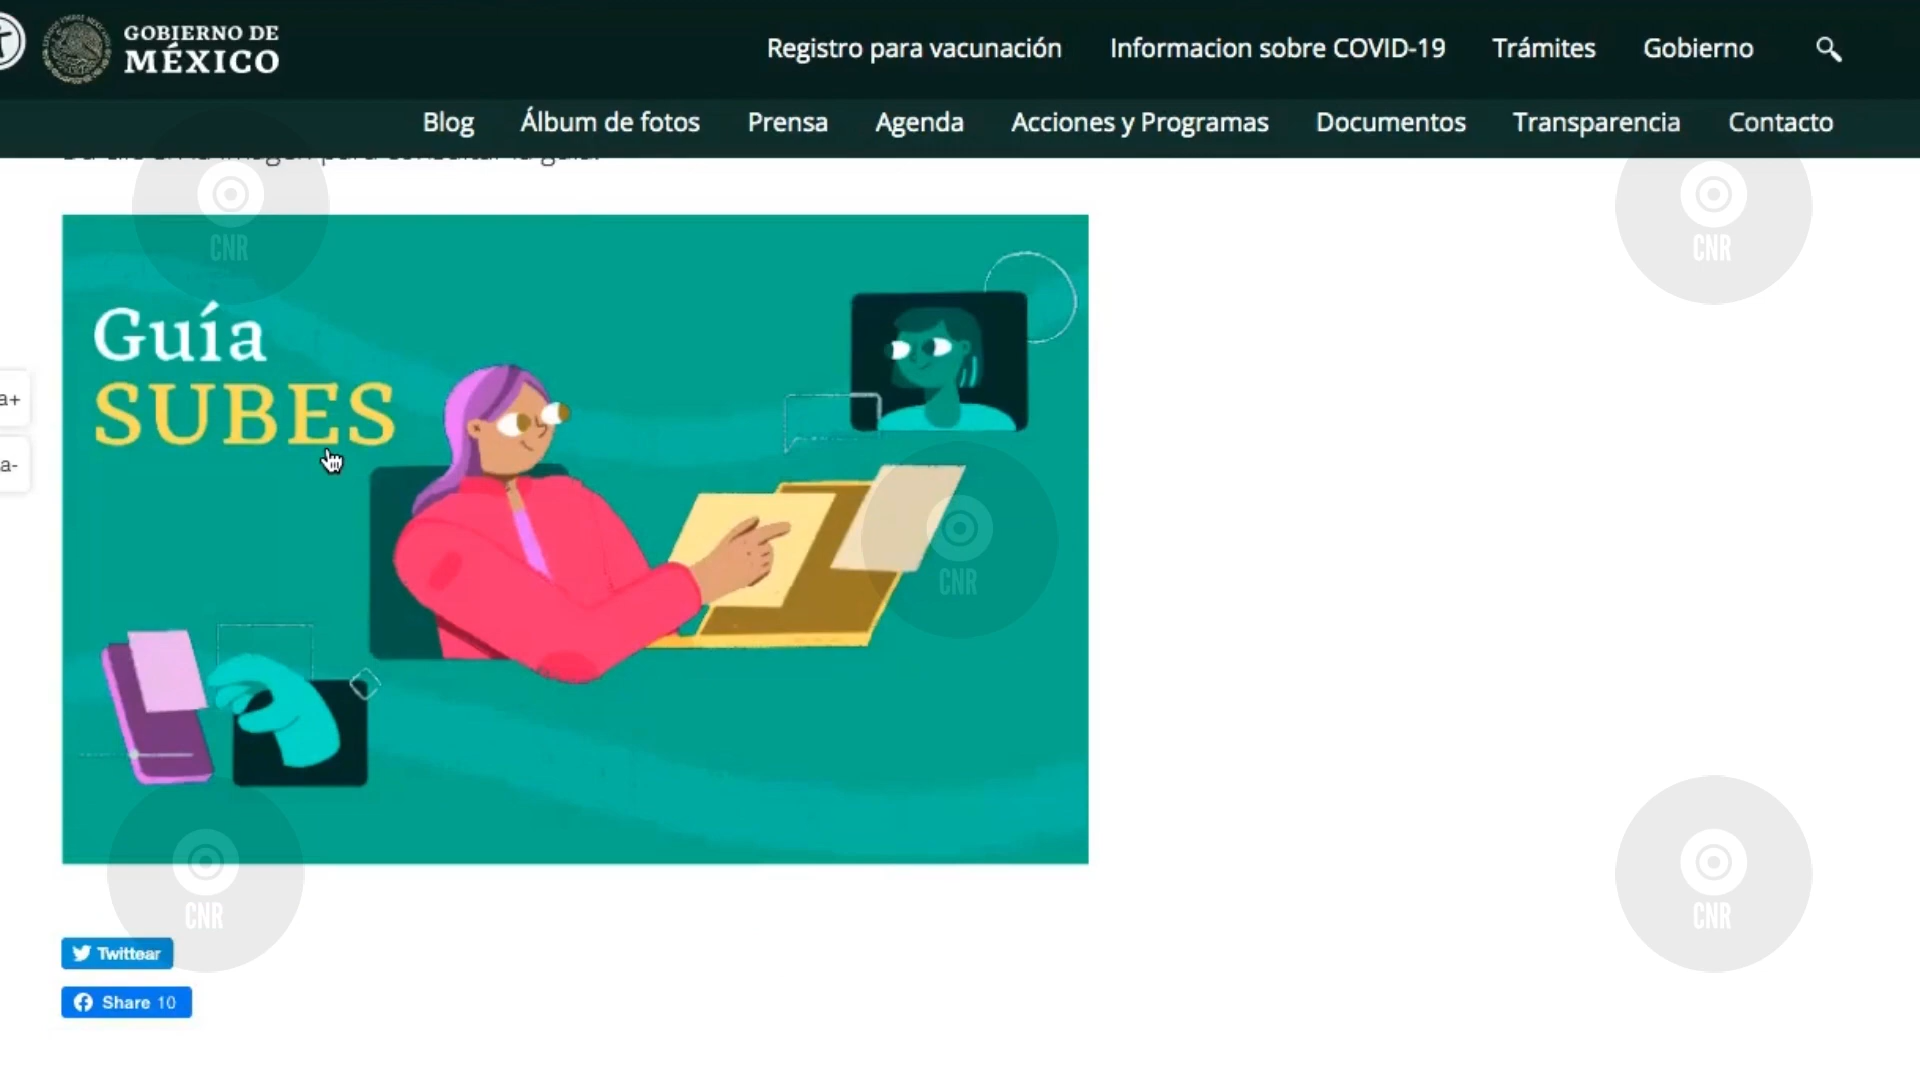 GOBIERNO DE
MÉXICO
Registro para vacunación
Informacion sobre COVID-19
Trámites
Gobierno
Blog
Álbum de fotos
Prensa
Agenda
Acciones y Programas
Documentos
Transparencia
Contacto
CNR
CNR
Guía
SUBES
a+
a-
CNR
CNR
CNR
Twittear
Share 10